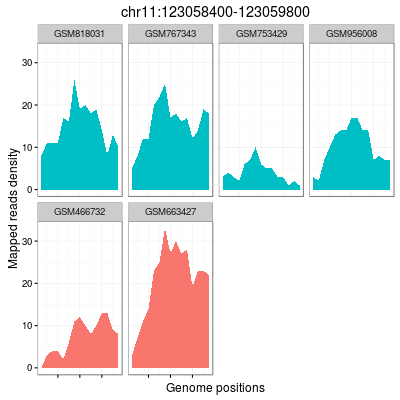 chr11:123058400-123059800
GSM818031 GSM767343 GSM753429 GSM956008
30
20
10
0
GSM466732 GSM663427
30
20
10
0
Mapped reads density
Genome positions